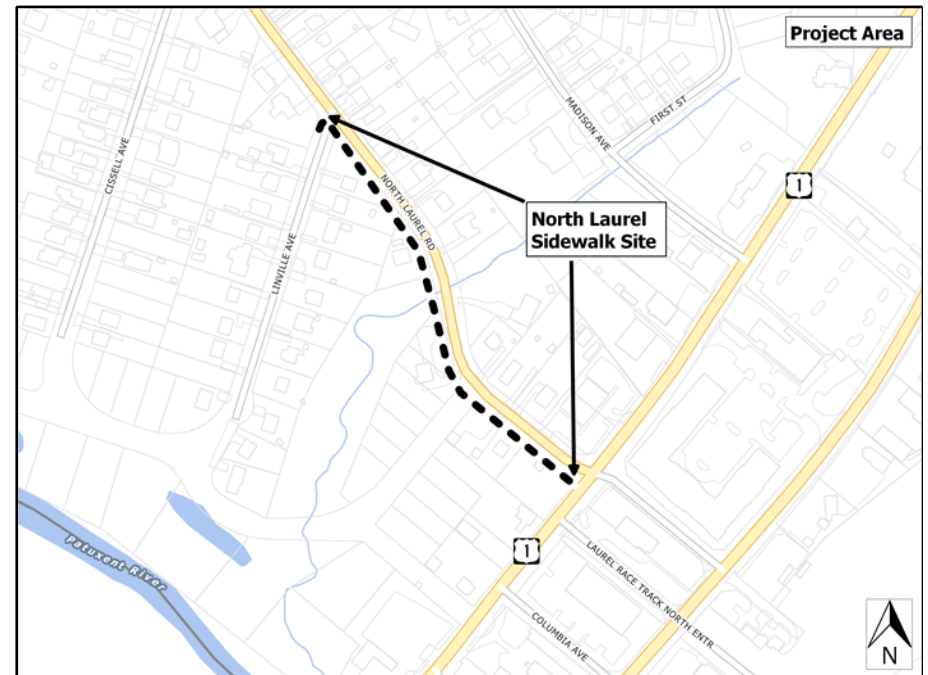 Project Area
MADISON AVE
FIRST ST
CISSELL AVE
1
NORTH LAUREL RD
North Laurel
Sidewalk Site
LINVILLE AVE
Patuxent River
1
LAUREL RACE TRACK NORTH ENTR
COLUMBIA AVE
N